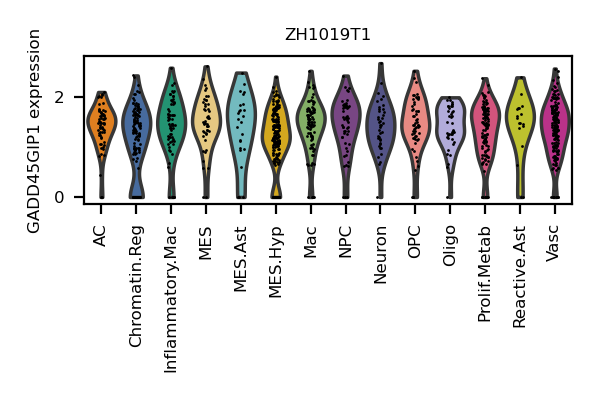 ZH1019T1
GADD45GIP1 expression
2
0
AC
Chromatin.Reg
Inflammatory.Mac
MES
MES.Ast
MES.Hyp
Mac
NPC
Neuron
OPC
Oligo
Prolif.Metab
Reactive.Ast
Vasc